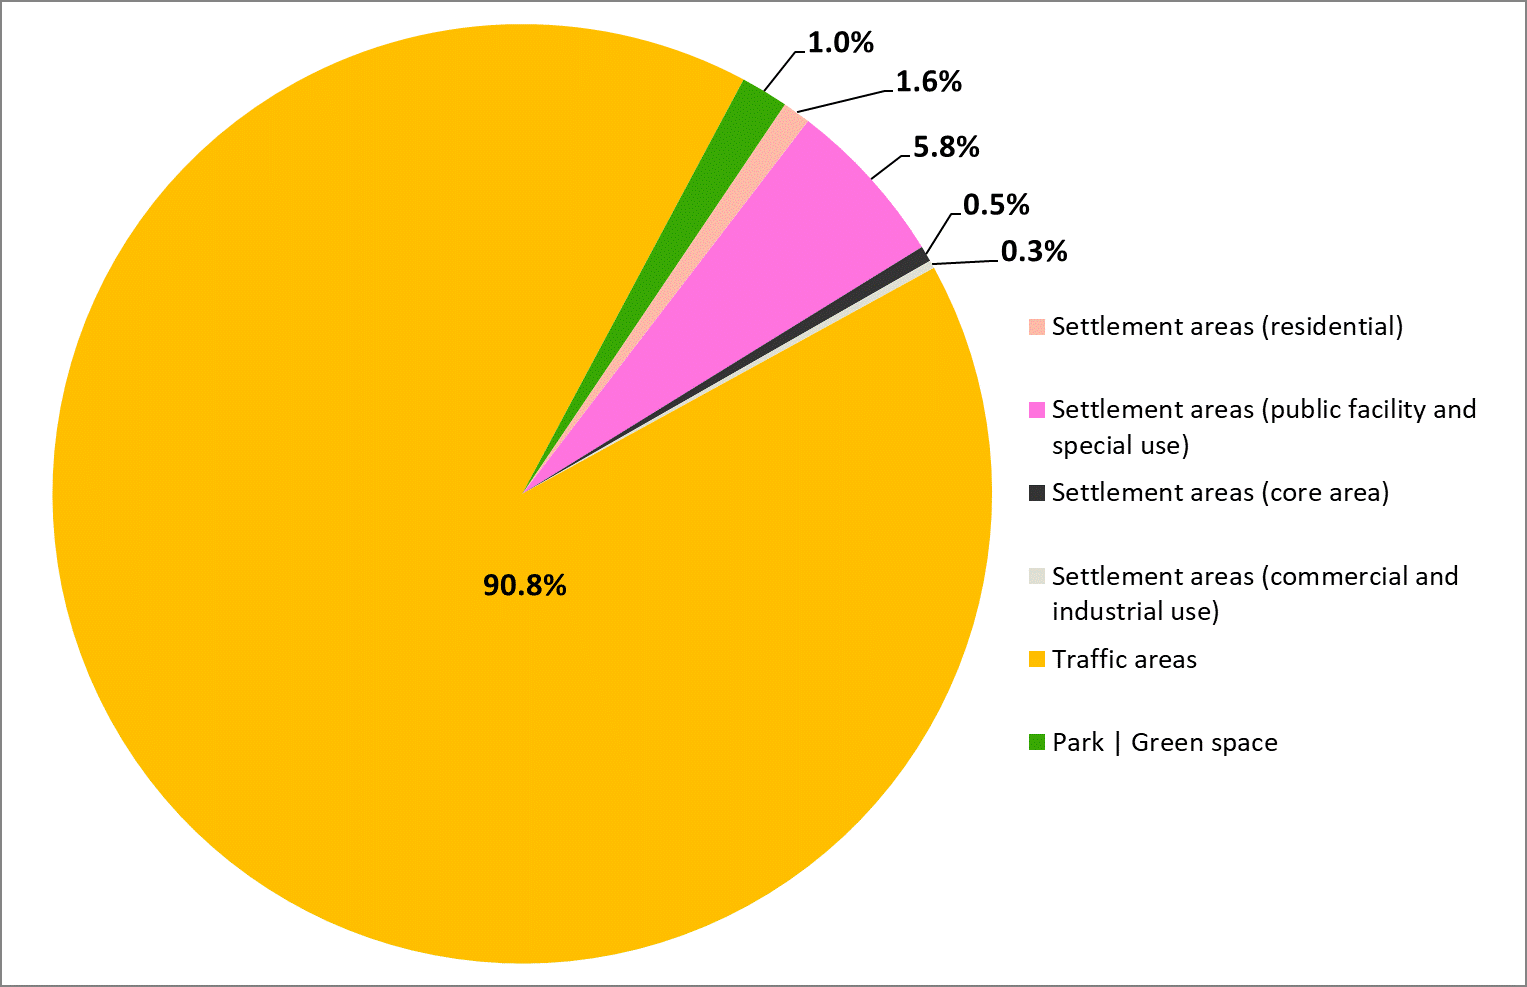 1.0%
1.6%
5.8%
0.5%
0.3%
Settlement areas (residential)
Settlement areas (public facility and
special use)
Settlement areas (core area)
Settlement areas (commercial and
industrial use)
Traffic areas
Park | Green space
90.8%